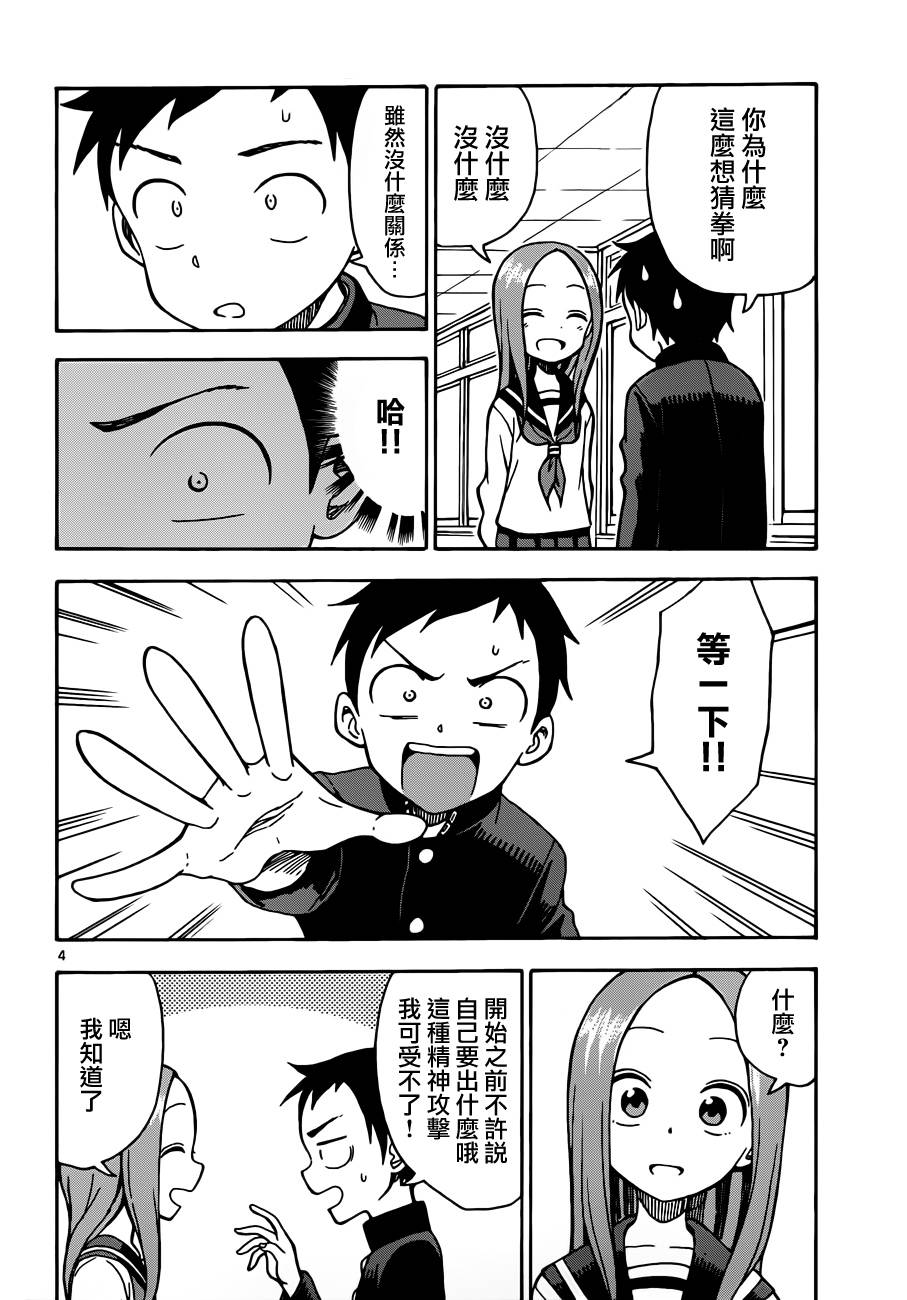 你為什麼
這麼想猜拳啊
沒什麼
沒什麼
雖然沒什麼關係…
哈!!
等一下!!
4
什麼?
開始之前不許説
自己要出什麼哦
這種精神攻擊
我可受不了!
嗯
我知道了